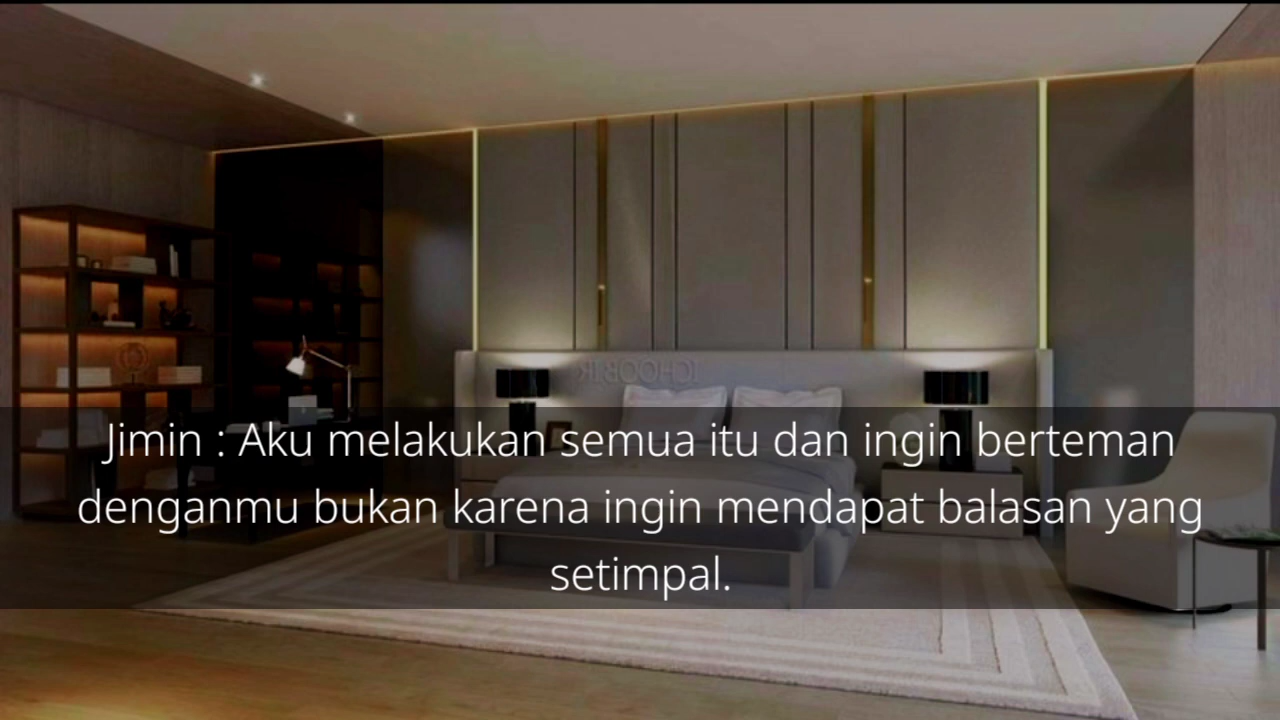 Jimin : Aku melakukan semua itu dan ingin berteman
denganmu bukan karena ingin mendapat balasan yang
setimpal.